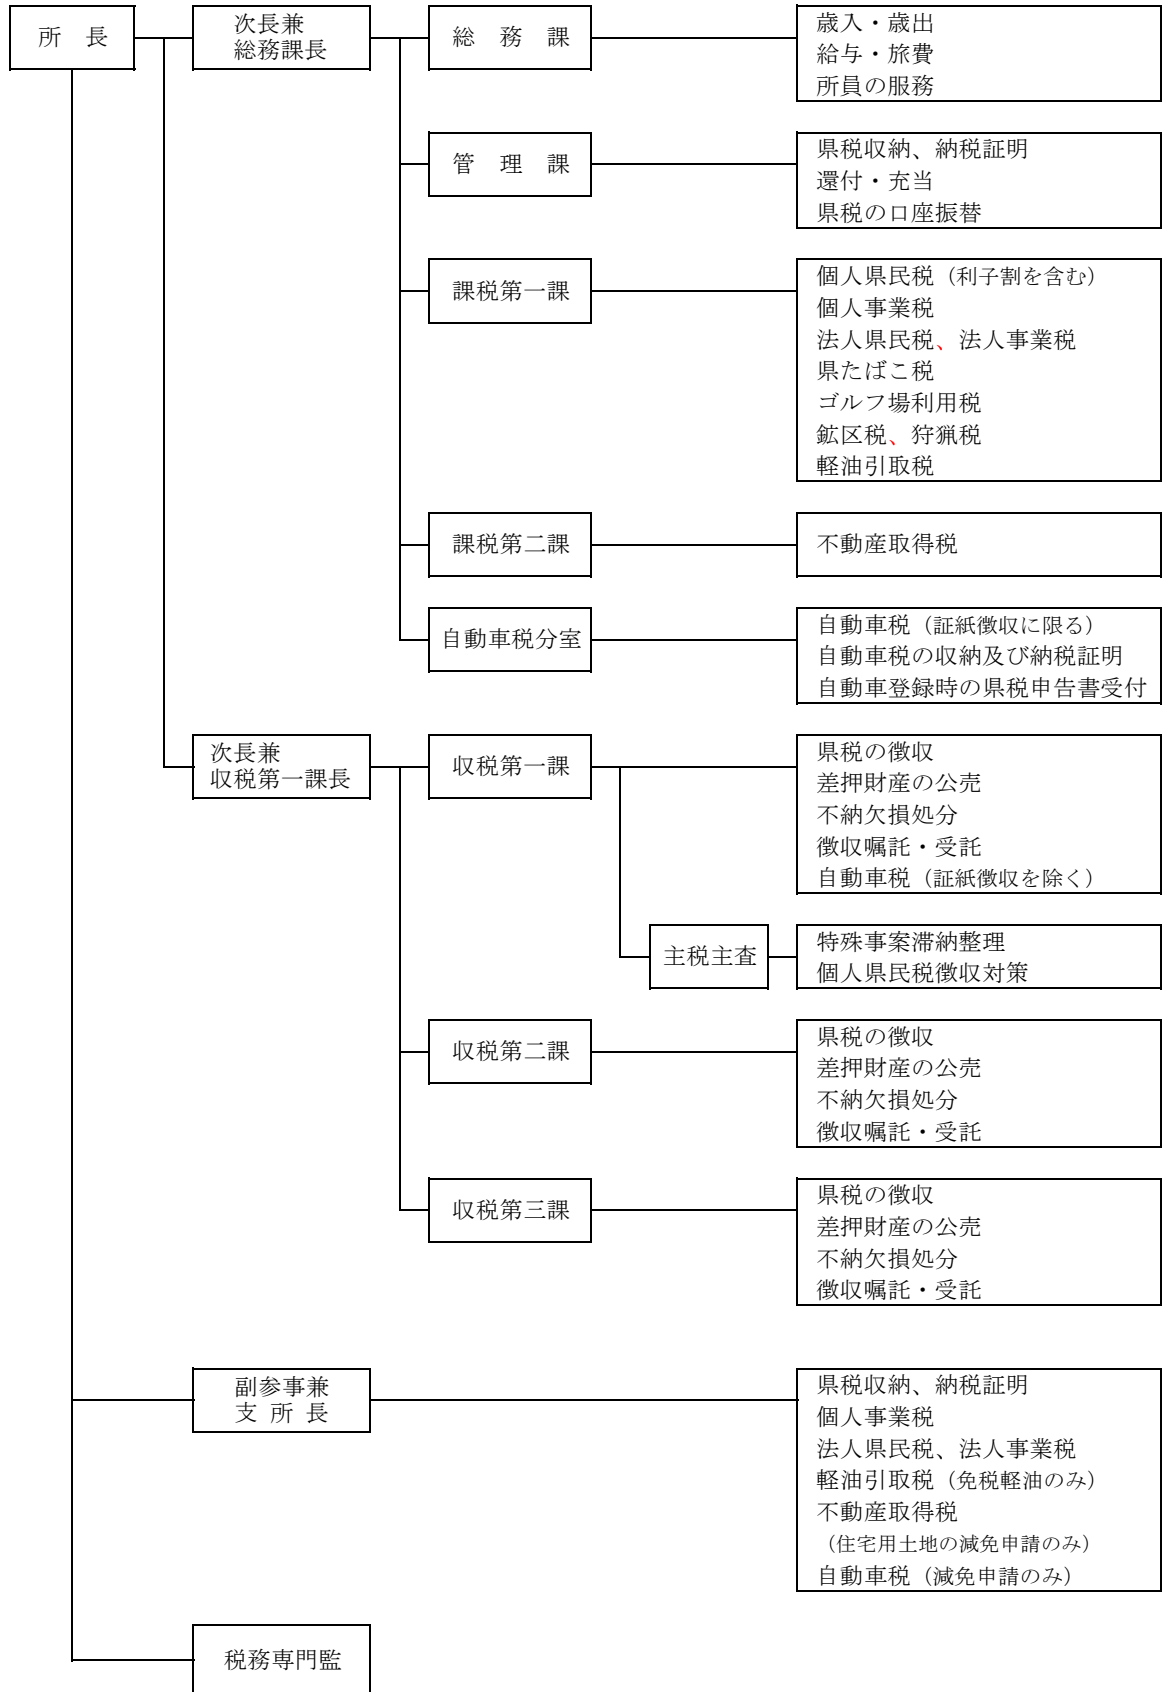 所　長
次長兼
総務課長
総　務　課
歳入・歳出
給与・旅費
所員の服務
管　理　課
県税収納、納税証明
還付・充当
県税の口座振替
課税第一課
個人県民税（利子割を含む）
個人事業税
法人県民税、法人事業税
県たばこ税
ゴルフ場利用税
鉱区税、狩猟税
軽油引取税
課税第二課
不動産取得税
自動車税分室
自動車税（証紙徴収に限る）
自動車税の収納及び納税証明
自動車登録時の県税申告書受付
次長兼
収税第一課長
収税第一課
県税の徴収
差押財産の公売
不納欠損処分
徴収嘱託・受託
自動車税（証紙徴収を除く）
主税主査
特殊事案滞納整理
個人県民税徴収対策
収税第二課
県税の徴収
差押財産の公売
不納欠損処分
徴収嘱託・受託
収税第三課
県税の徴収
差押財産の公売
不納欠損処分
徴収嘱託・受託
副参事兼
支 所 長
県税収納、納税証明
個人事業税
法人県民税、法人事業税
軽油引取税（免税軽油のみ）
不動産取得税
（住宅用土地の減免申請のみ）
自動車税（減免申請のみ）
税務専門監